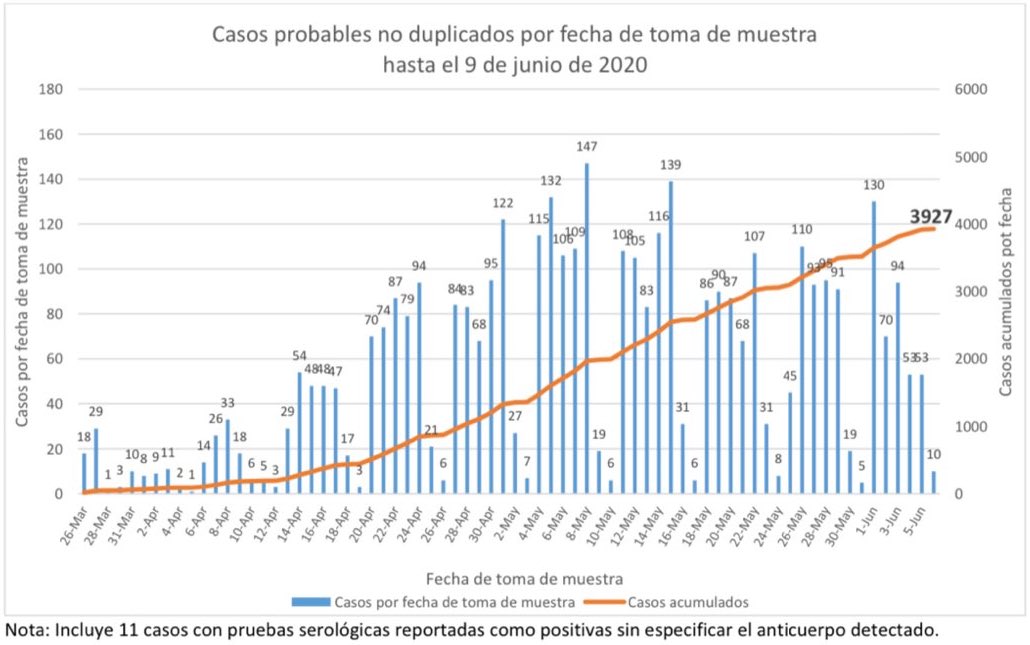 Casos probables no duplicados por fecha de toma de muestra
hasta el 9 de junio de 2020
Casos por fecha de toma de muestra
180
160
140
120
100
80
60
40
20
0
18
29
1
3
10
8
9
11
2
1
14
26
33
18
6
5
3
29
54
48
48
47
17
3
70
74
87
79
94
21
6
84
83
68
95
122
27
7
115
132
106
109
147
19
6
108
105
83
116
139
31
6
86
90
87
68
107
31
8
45
110
93
95
91
19
5
130
70
94
53
53
10
3927
6000
5000
4000
3000
2000
1000
0
Casos acumulados pot fecha
26-Mar
28-Mar
31-Mar
2-Apr
4-Apr
6-Apr
8-Apr
10-Apr
12-Apr
14-Apr
16-Apr
18-Apr
20-Apr
22-Apr
24-Apr
26-Apr
28-Apr
30-Apr
2-May
4-May
6-May
8-May
10-May
12-May
14-May
16-May
18-May
20-May
22-May
24-May
26-May
28-May
30-May
1-Jun
5-Jun
Fecha de toma de muestra
Casos por fecha de toma de muestra
Casos acumulados
Nota: Incluye 11 casos con pruebas serológicas reportadas como positivas sin especificar el anticuerpo detectado.